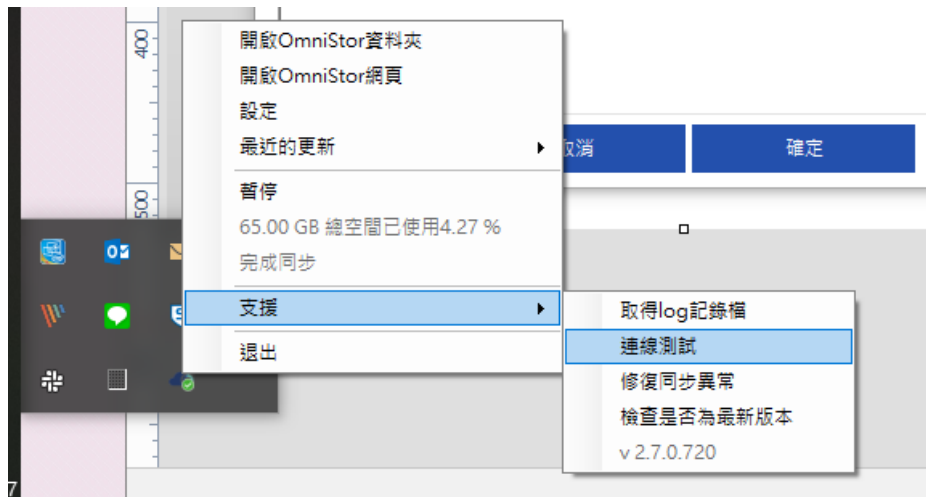 400
開啟OmniStor資料夾
開啟OmniStor網頁
設定
最近的更新
取消
確定
500
暫停
65.00 GB 總空間已使用4.27 %
完成同步
支援
退出
取得log記錄檔
連線測試
修復同步異常
檢查是否為最新版本
v 2.7.0.720
7